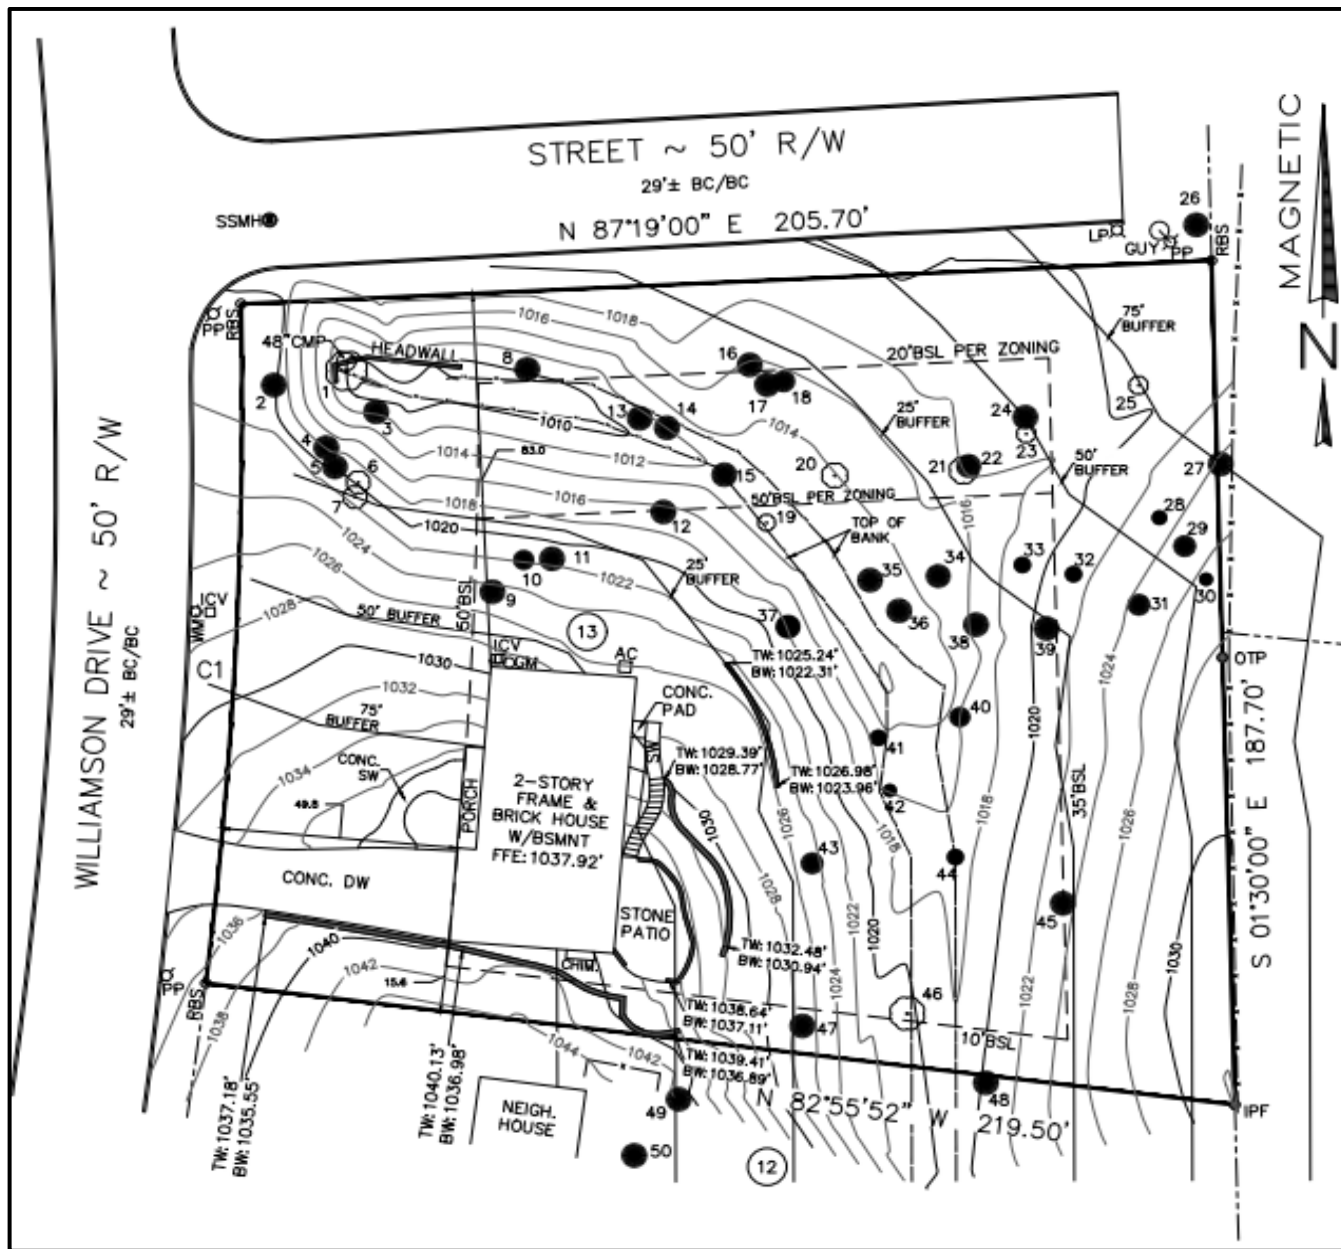 STREET ~ 50' R/W
29'± BC/BC
N 87°19'00" E 205.70'
MAGNETIC
N
SSMH
26
LP
GUY
PP
RBS
PP
RBS
48"CMP
HEADWALL
1
2
3
4
5
6
7
8
9
10
11
12
13
14
15
16
17
18
19
20
21
22
23
24
25
27
28
29
30
31
32
33
34
35
36
37
38
39
40
41
42
43
44
45
46
47
48
49
50
1016
1018
1010
1012
1014
1014
1016
1016
1018
1020
1022
1024
1026
1028
1030
1032
1034
1036
1038
1040
1042
1044
1042
83.0
20'BSL PER ZONING
50'BSL PER ZONING
75'
BUFFER
25'
BUFFER
50'
BUFFER
TOP OF
BANK
25'
BUFFER
50' BUFFER
75'
BUFFER
50'BSL
35'BSL
10'BSL
WILLIAMSON DRIVE ~ 50' R/W
29'± BC/BC
WM
ICV
C1
ICV
GM
13
AC
CONC.
PAD
SW
TW:1025.24'
BW:1022.31'
TW:1029.39'
BW:1028.77'
TW:1026.98'
BW:1023.96'
CONC.
SW
49.8
PORCH
2-STORY
FRAME &
BRICK HOUSE
W/BSMNT
FFE:1037.92'
CONC. DW
STONE
PATIO
CHIM.
15.6
1030
1026
1028
1024
1022
1020
1018
1018
1020
1022
1024
1026
1028
1030
TW:1032.48'
BW:1030.94'
TW:1038.64'
BW:1037.11'
TW:1039.41'
BW:1036.89'
OTP
S 01°30'00" E 187.70'
PP
RBS
TW:1037.18'
BW:1035.55'
TW:1040.13'
BW:1036.98'
NEIGH.
HOUSE
12
N 82°55'52" W 219.50'
IPF